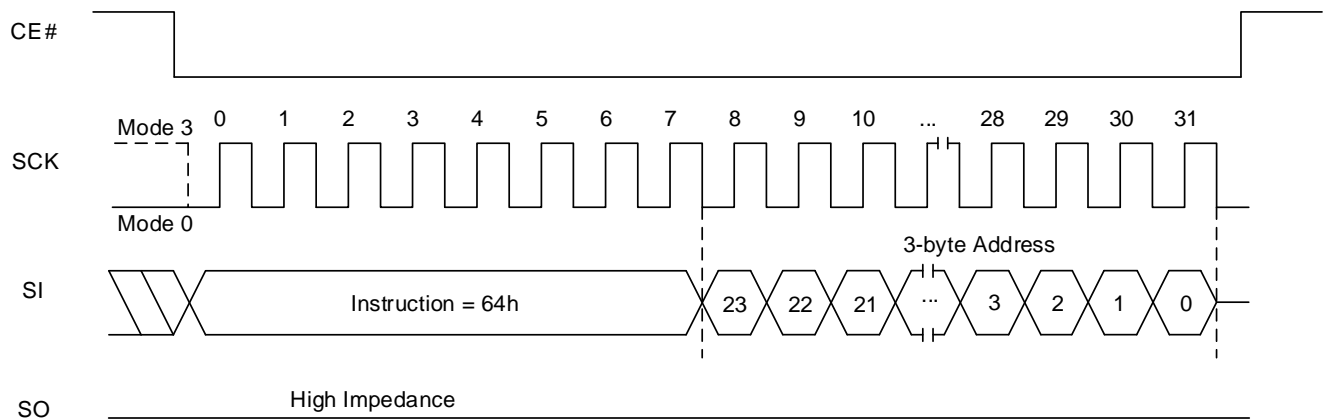 CE#
Mode 3
0 1 2 3 4 5 6 7 8 9 10 ... 28 29 30 31
SCK
Mode 0
3-byte Address
SI
Instruction = 64h 23 22 21 ... 3 2 1 0
High Impedance
SO